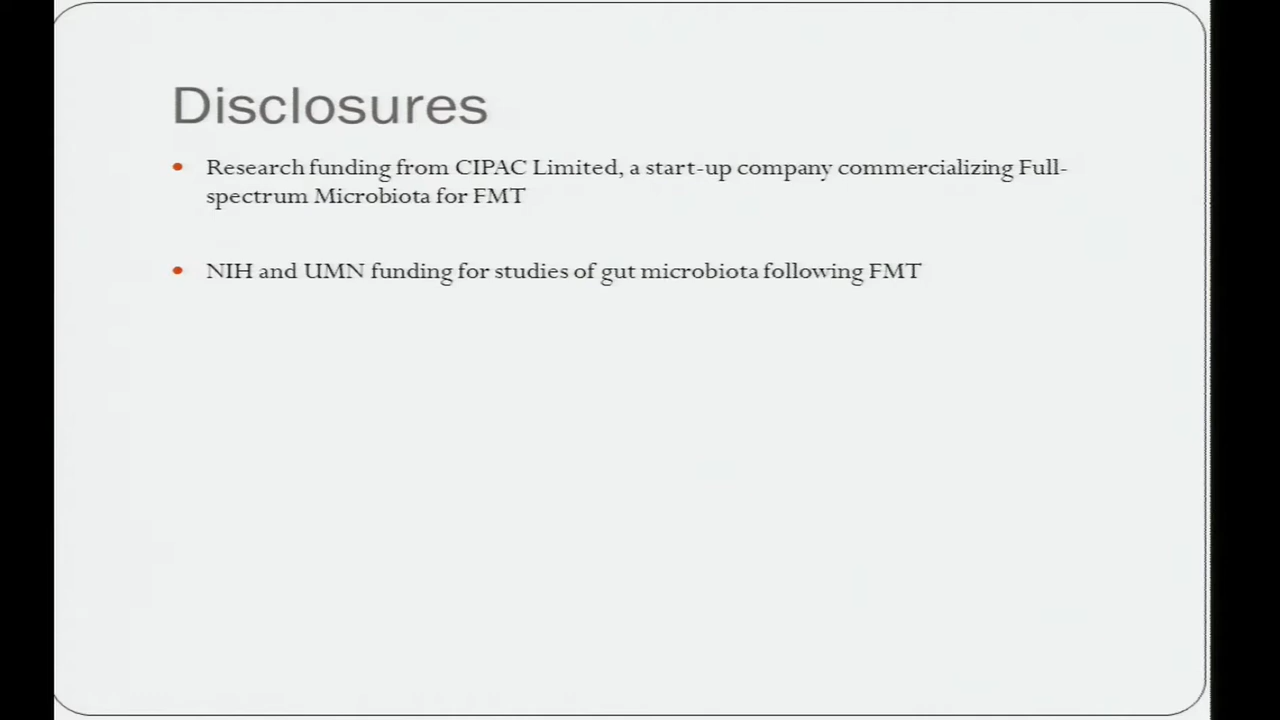 Disclosures
• Research funding from CIPAC Limited, a start-up company commercializing Full-
spectrum Microbiota for FMT
• NIH and UMN funding for studies of gut microbiota following FMT